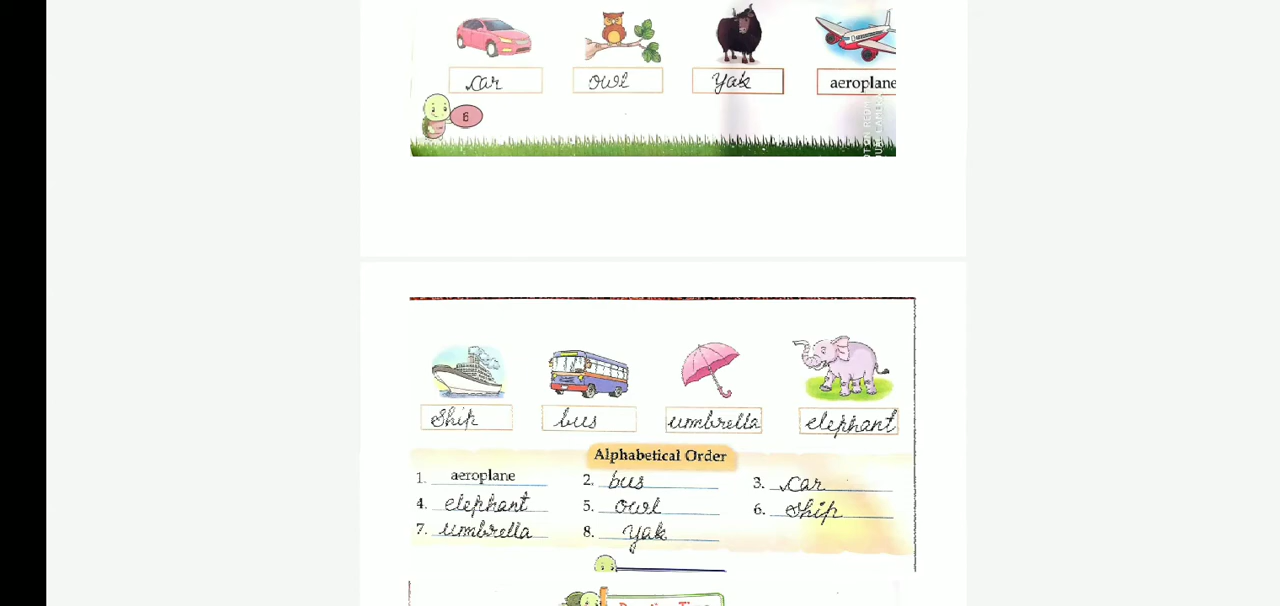 car owl yak aeroplane
6
ship bus umbrella elephant
Alphabetical Order
1. aeroplane 2. bus 3. car
4. elephant 5. owl 6. ship
7. umbrella 8. yak